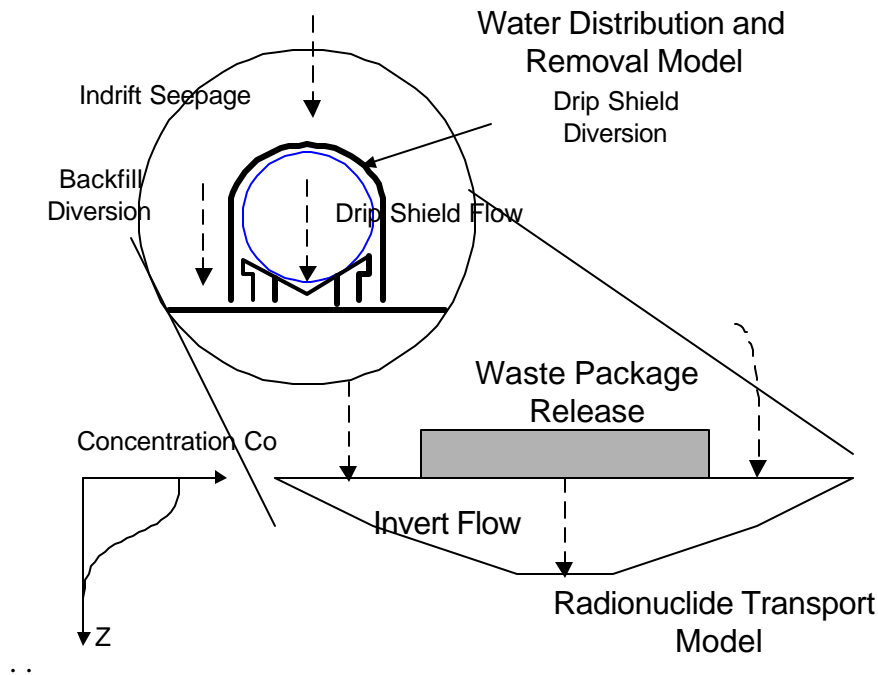 Water Distribution and
Removal Model
Indrift Seepage
Drip Shield
Diversion
Backfill
Diversion
Drip Shield Flow
Waste Package
Release
Concentration Co
Invert Flow
Radionuclide Transport
Model
Z
. .